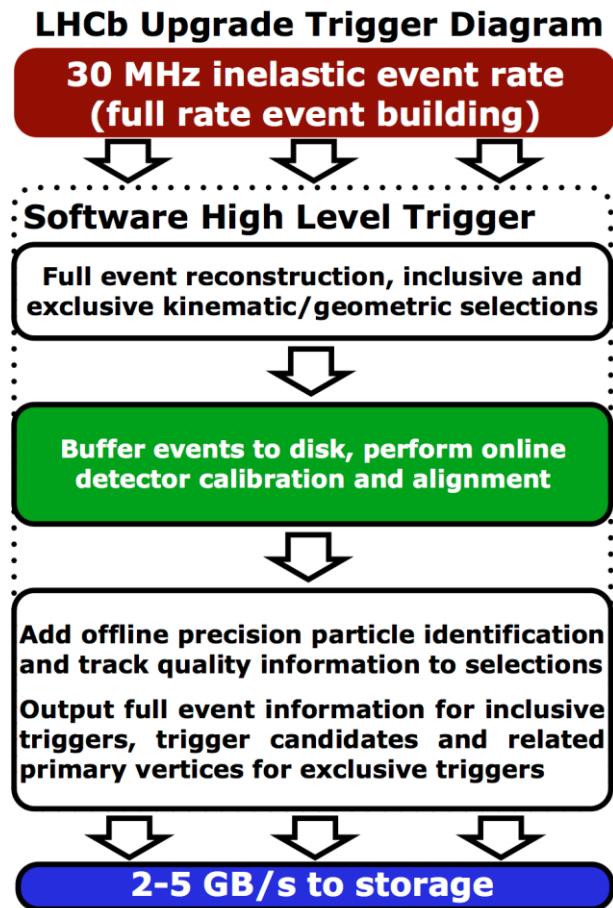 LHCb Upgrade Trigger Diagram
30 MHz inelastic event rate
(full rate event building)
Software High Level Trigger
Full event reconstruction, inclusive and
exclusive kinematic/geometric selections
Buffer events to disk, perform online
detector calibration and alignment
Add offline precision particle identification
and track quality information to selections
Output full event information for inclusive
triggers, trigger candidates and related
primary vertices for exclusive triggers
2-5 GB/s to storage